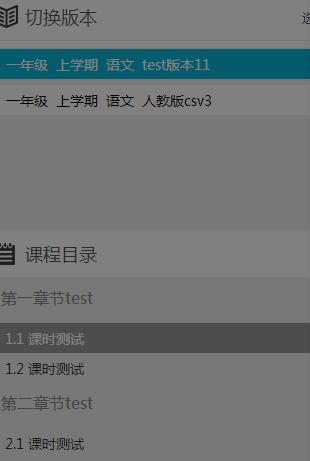 切换版本
一年级 上学期 语文 test版本11
一年级 上学期 语文 人教版csv3
课程目录
第一章节test
1.1 课时测试
1.2 课时测试
第二章节test
2.1 课时测试